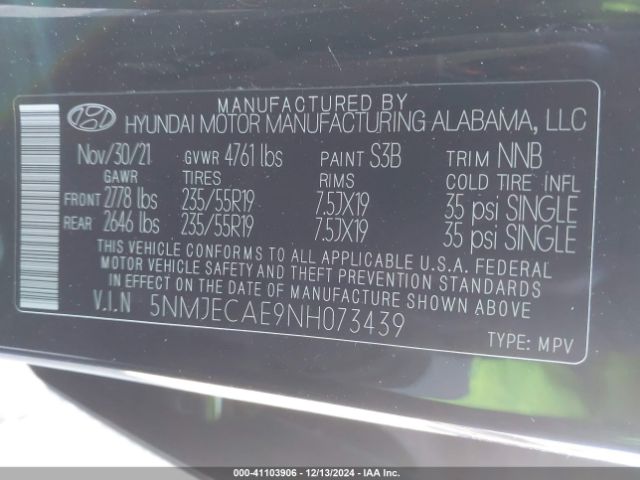 MANUFACTURED BY
HYUNDAI MOTOR MANUFACTURING ALABAMA, LLC
Nov/30/21 GVWR 4761 lbs PAINT S3B TRIM NNB
GAWR TIRES RIMS COLD TIRE INFL
FRONT 2778 lbs 235/55R19 7.5JX19 35 psi SINGLE
REAR 2646 lbs 235/55R19 7.5JX19 35 psi SINGLE
THIS VEHICLE CONFORMS TO ALL APPLICABLE U.S.A. FEDERAL
MOTOR VEHICLE SAFETY AND THEFT PREVENTION STANDARDS
IN EFFECT ON THE DATE OF MANUFACTURE SHOWN ABOVE
V.I.N 5NMJECAE9NH073439
TYPE: MPV
000-41103906 - 12/13/2024 - IAAI.COM